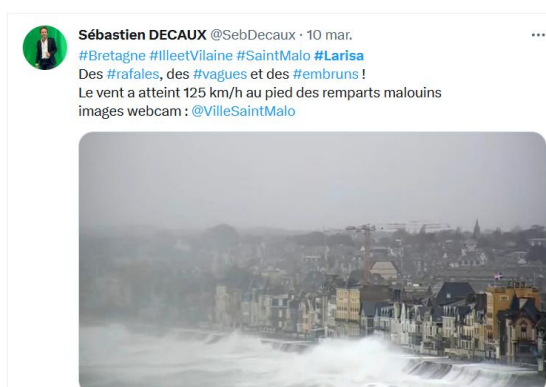 Sébastien DECAUX @SebDecaux · 10 mar.
#Bretagne #IlleetVilaine #SaintMalo #Larisa
Des #rafales, des #vagues et des #embruns !
Le vent a atteint 125 km/h au pied des remparts malouins
images webcam : @VilleSaintMalo